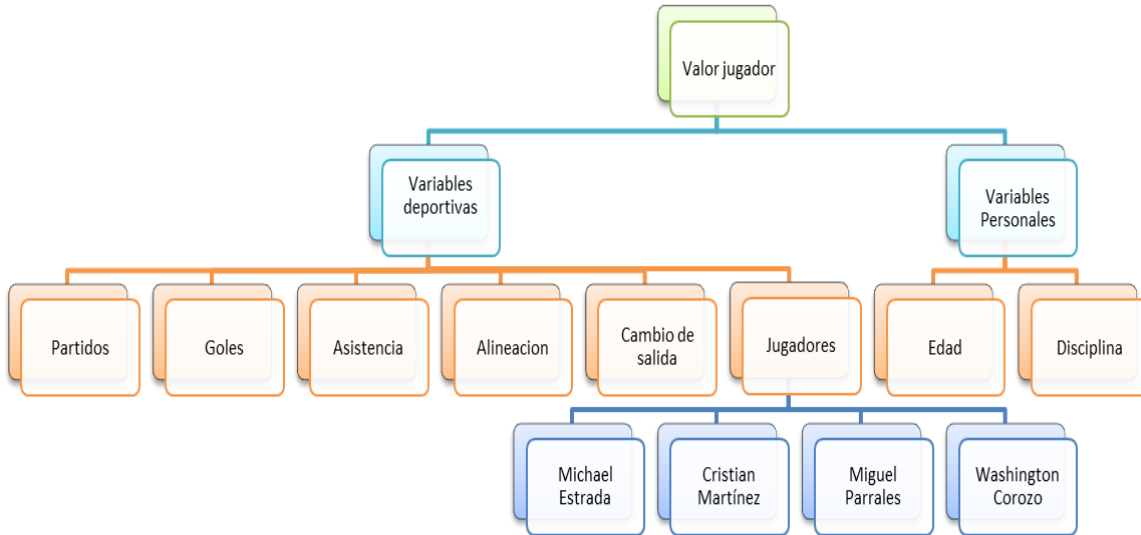 Valor jugador
Variables
deportivas
Variables
Personales
Partidos
Goles
Asistencia
Alineacion
Cambio de
salida
Jugadores
Edad
Disciplina
Michael
Estrada
Cristian
Martínez
Miguel
Parrales
Washington
Corozo